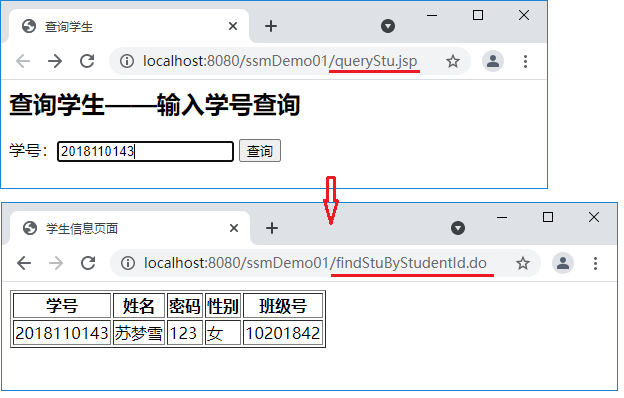 查询学生
localhost:8080/ssmDemo01/queryStu.jsp
查询学生——输入学号查询
学号： 2018110143 查询
学生信息页面
localhost:8080/ssmDemo01/findStuByStudentId.do
学号 姓名 密码 性别 班级号
2018110143 苏梦雪 123 女 10201842